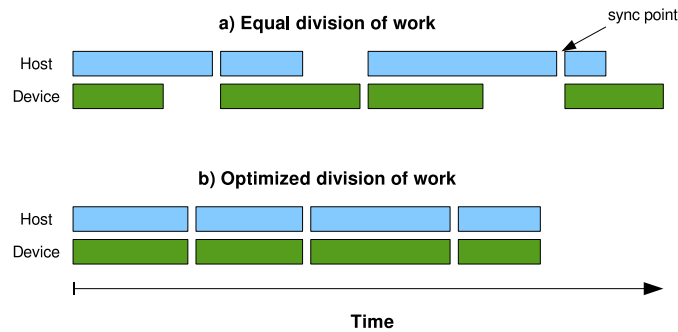 a) Equal division of work
sync point
Host
Device
b) Optimized division of work
Host
Device
Time